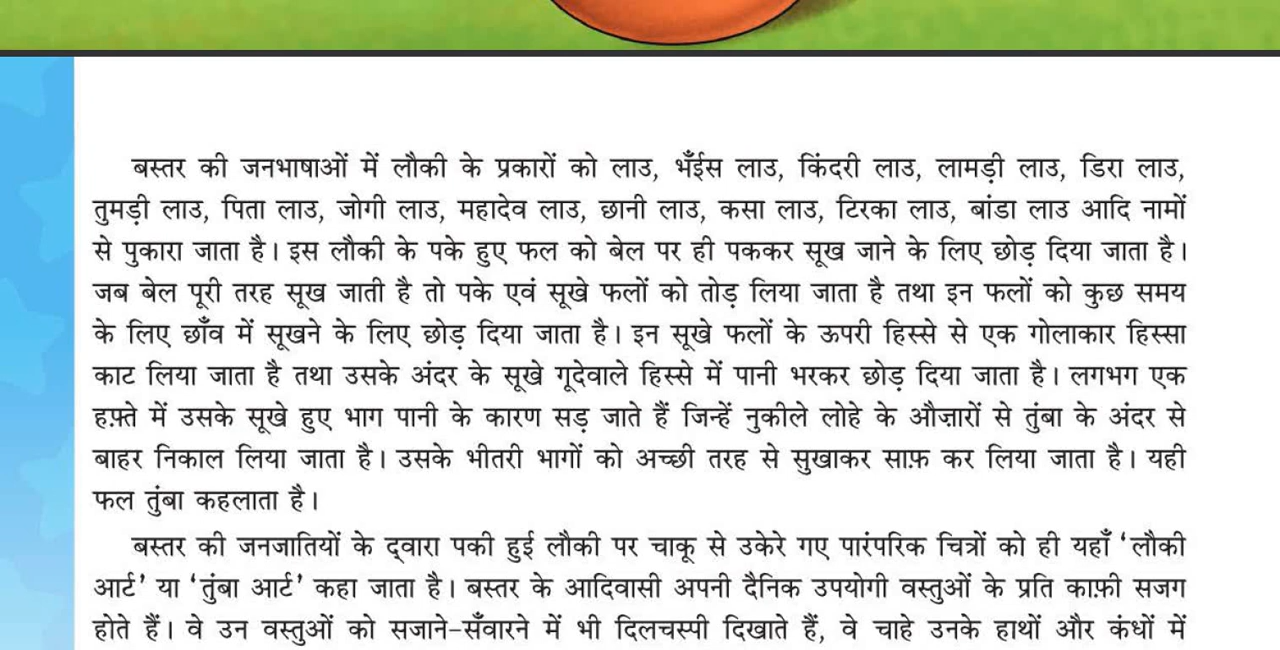 बस्तर की जनभाषाओं में लौकी के प्रकारों को लाउ, भँईस लाउ, किंदरी लाउ, लामड़ी लाउ, डिरा लाउ,
तुमड़ी लाउ, पिता लाउ, जोगी लाउ, महादेव लाउ, छानी लाउ, कसा लाउ, टिरका लाउ, बांडा लाउ आदि नामों
से पुकारा जाता है। इस लौकी के पके हुए फल को बेल पर ही पककर सूख जाने के लिए छोड़ दिया जाता है।
जब बेल पूरी तरह सूख जाती है तो पके एवं सूखे फलों को तोड़ लिया जाता है तथा इन फलों को कुछ समय
के लिए छाँव में सूखने के लिए छोड़ दिया जाता है। इन सूखे फलों के ऊपरी हिस्से से एक गोलाकार हिस्सा
काट लिया जाता है तथा उसके अंदर के सूखे गूदेवाले हिस्से में पानी भरकर छोड़ दिया जाता है। लगभग एक
हफ़्ते में उसके सूखे हुए भाग पानी के कारण सड़ जाते हैं जिन्हें नुकीले लोहे के औज़ारों से तुंबा के अंदर से
बाहर निकाल लिया जाता है। उसके भीतरी भागों को अच्छी तरह से सुखाकर साफ़ कर लिया जाता है। यही
फल तुंबा कहलाता है।
बस्तर की जनजातियों के द्वारा पकी हुई लौकी पर चाकू से उकेरे गए पारंपरिक चित्रों को ही यहाँ ‘लौकी
आर्ट’ या ‘तुंबा आर्ट’ कहा जाता है। बस्तर के आदिवासी अपनी दैनिक उपयोगी वस्तुओं के प्रति काफ़ी सजग
होते हैं। वे उन वस्तुओं को सजाने-सँवारने में भी दिलचस्पी दिखाते हैं, वे चाहे उनके हाथों और कंधों में